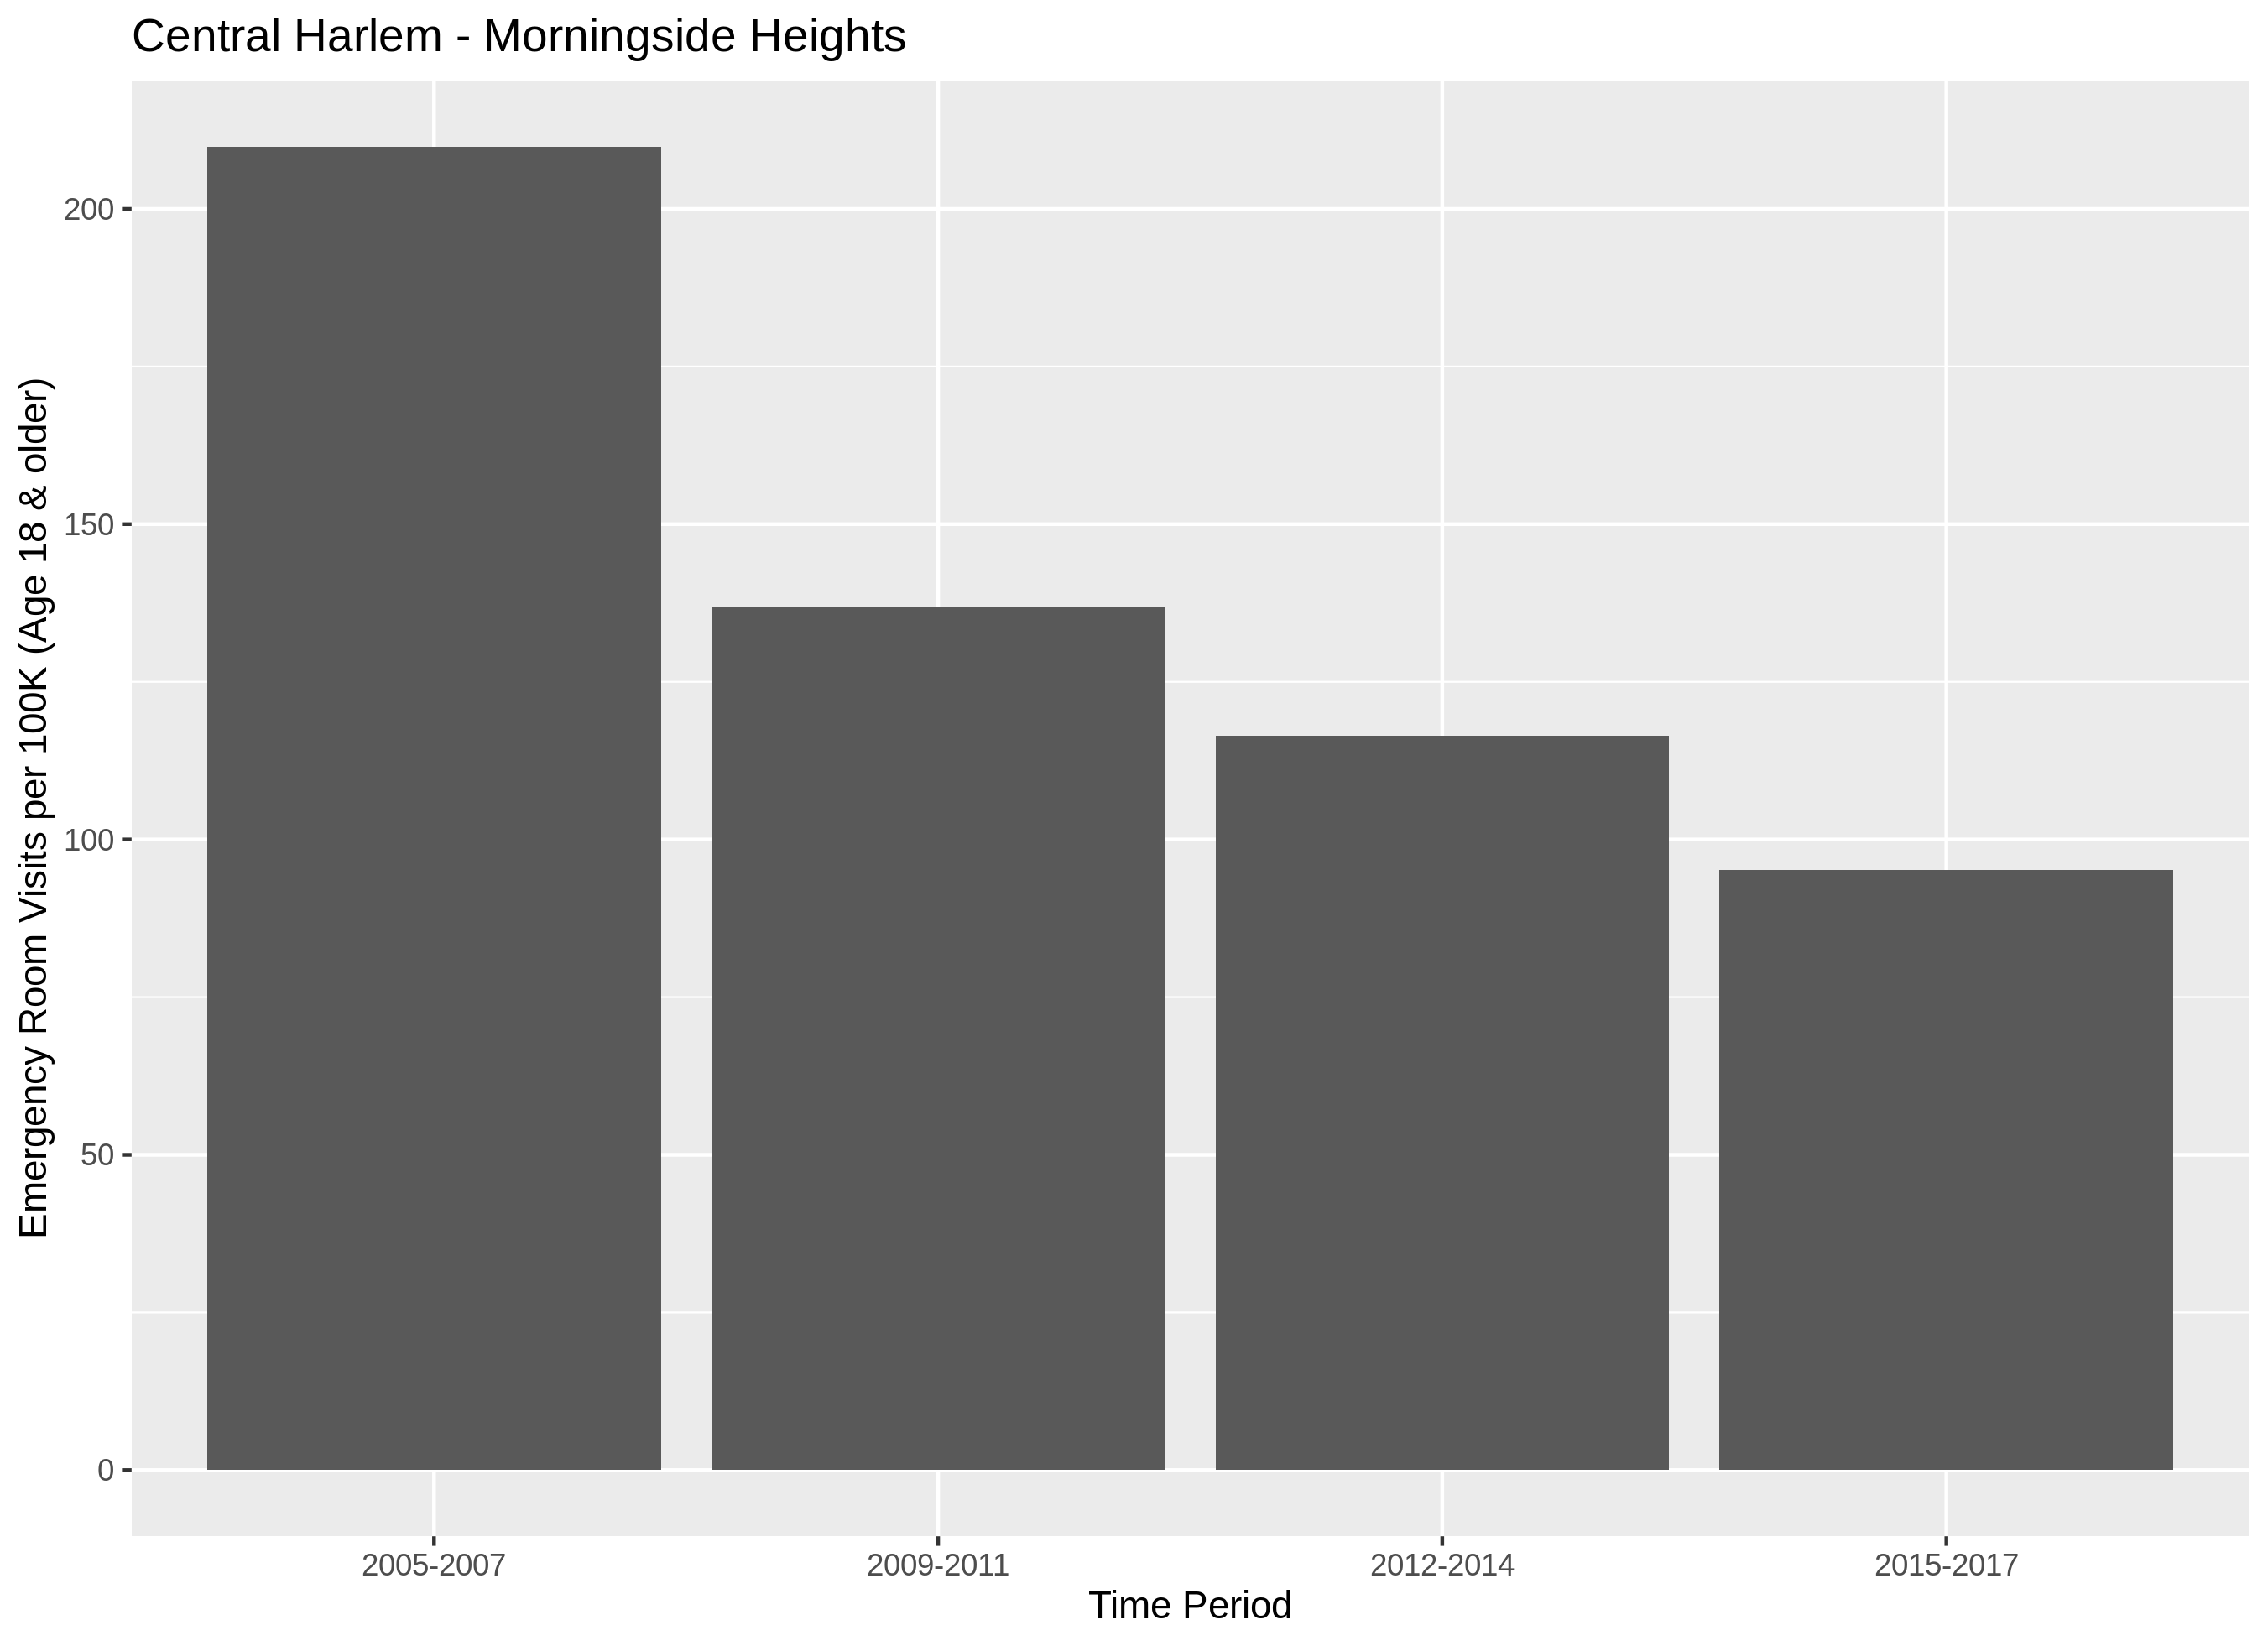 Central Harlem - Morningside Heights
Emergency Room Visits per 100K (Age 18 & older)
200
150
100
50
0
2005-2007 2009-2011 2012-2014 2015-2017
Time Period